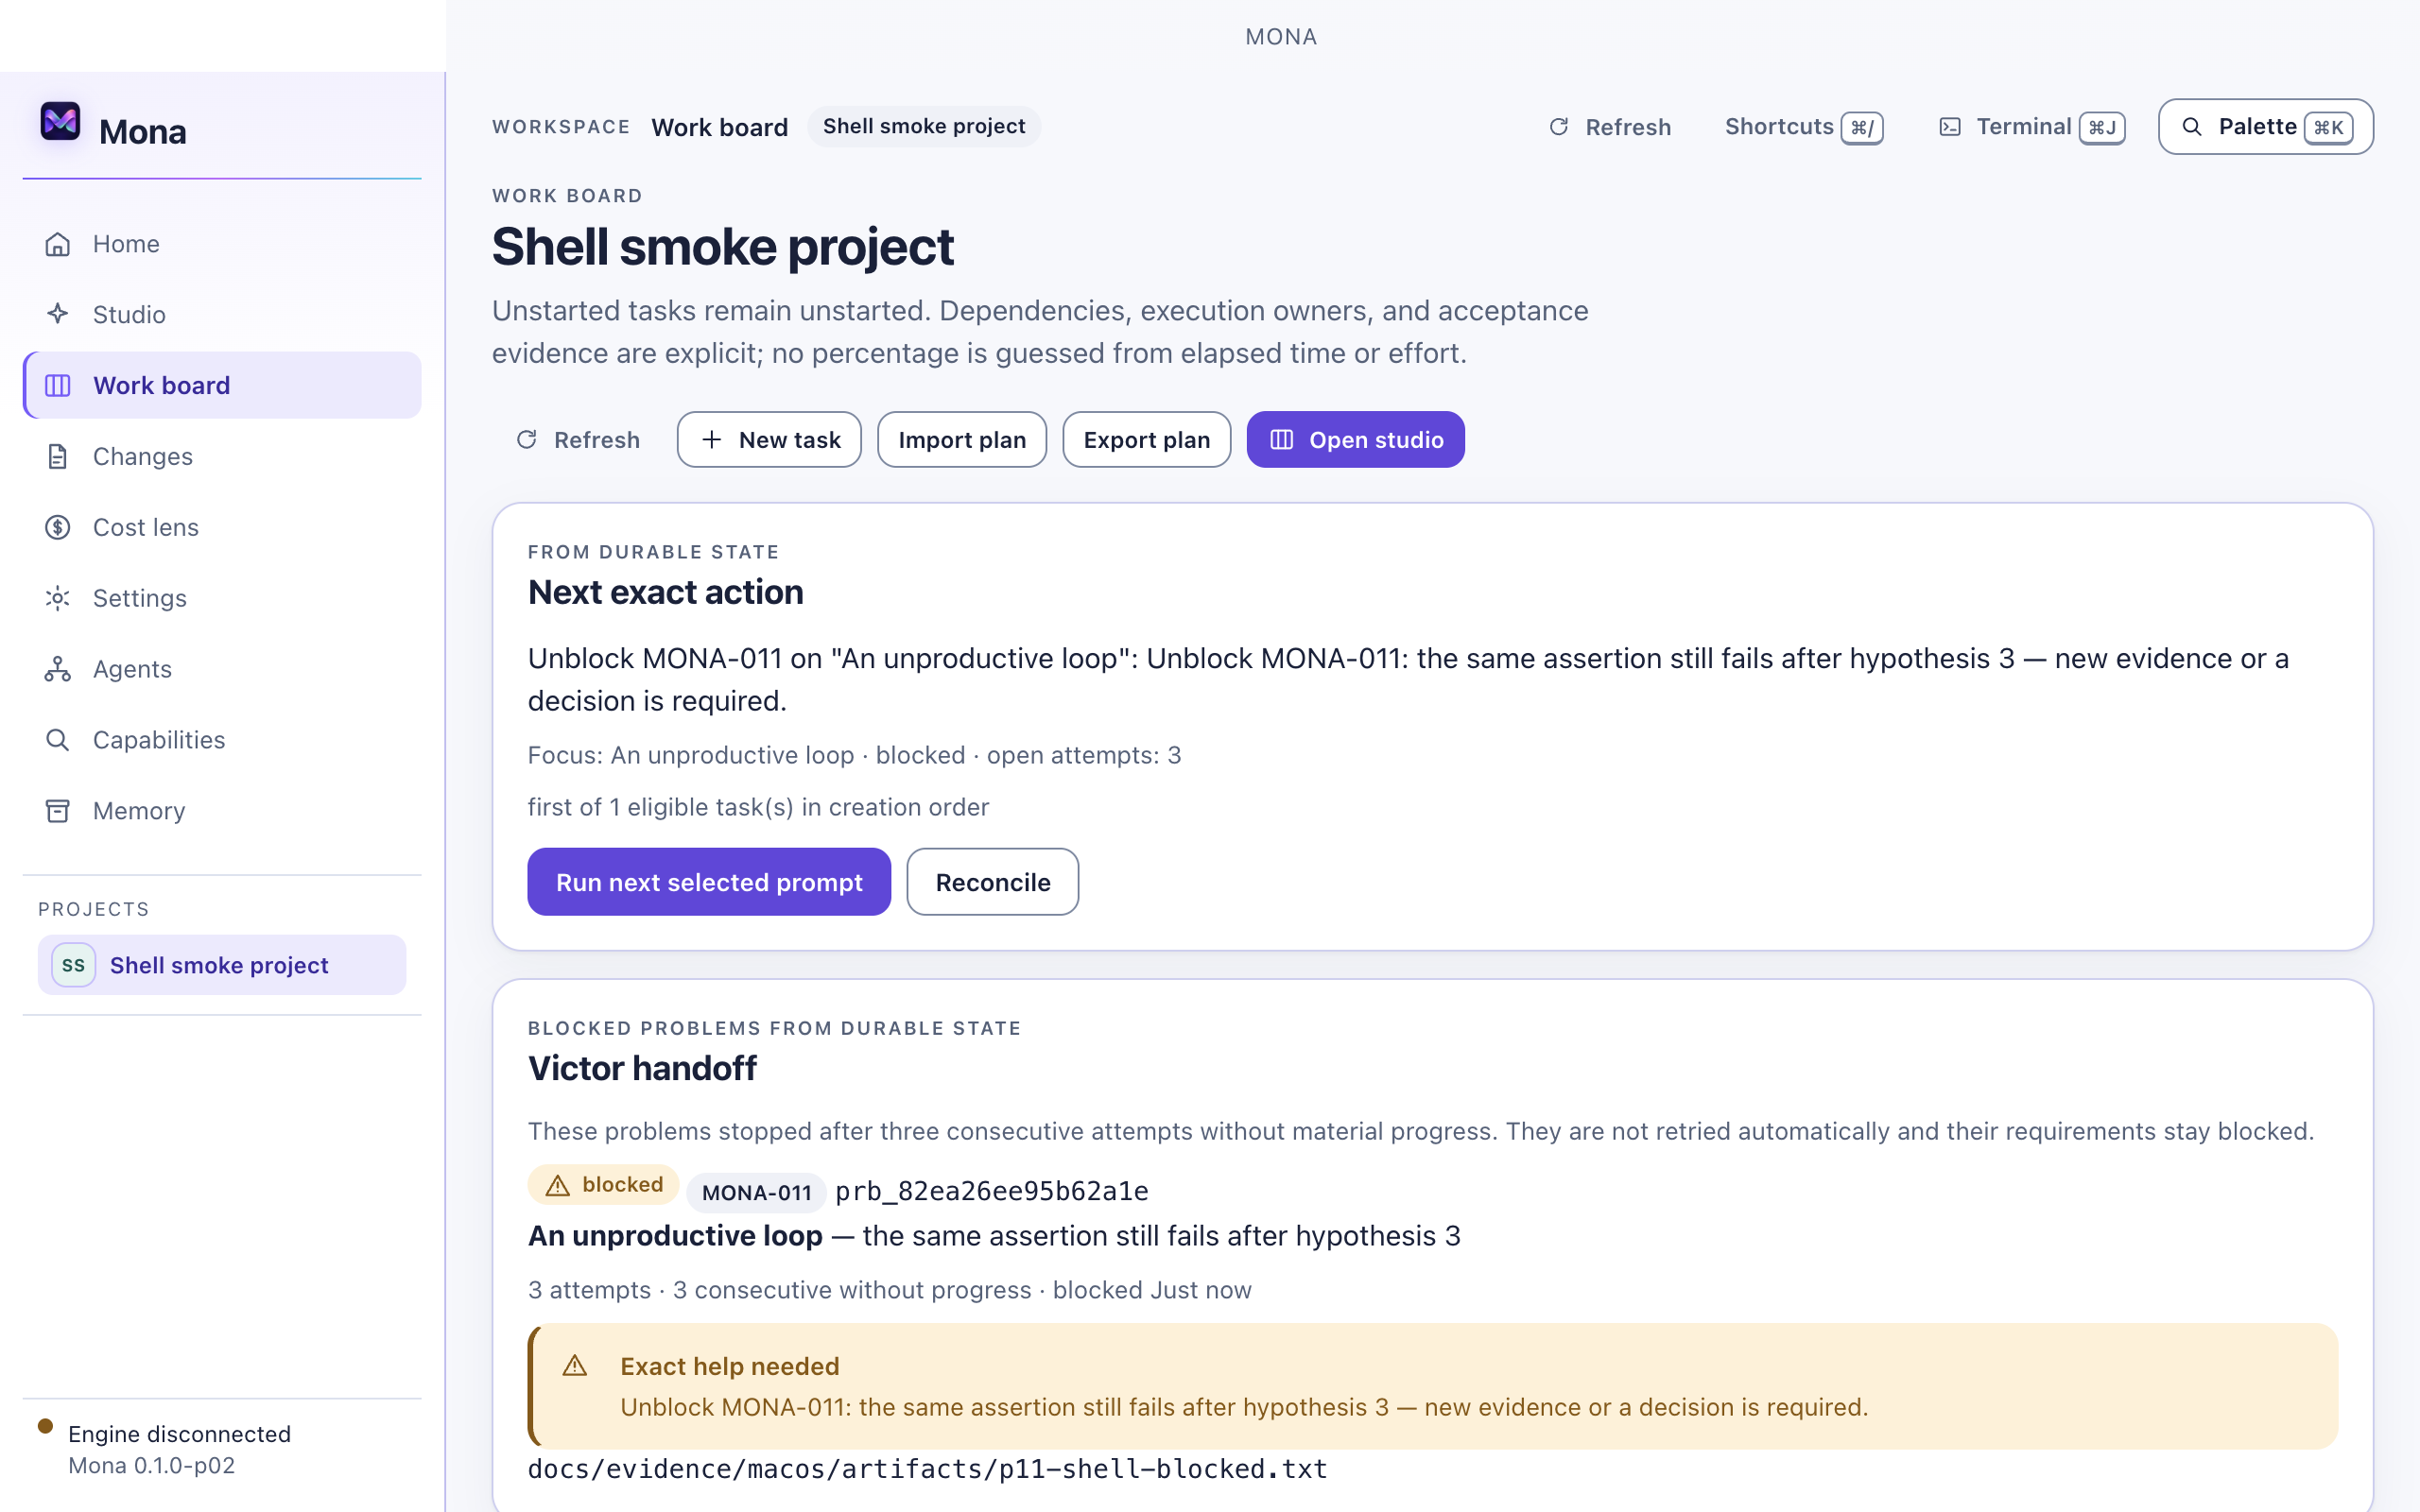 MONA
Mona
Home
Studio
Work board
Changes
Cost lens
Settings
Agents
Capabilities
Memory
PROJECTS
SS Shell smoke project
Engine disconnected
Mona 0.1.0-p02
WORKSPACE Work board Shell smoke project
Refresh Shortcuts ⌘/ Terminal ⌘J Palette ⌘K
WORK BOARD
Shell smoke project
Unstarted tasks remain unstarted. Dependencies, execution owners, and acceptance
evidence are explicit; no percentage is guessed from elapsed time or effort.
Refresh New task Import plan Export plan Open studio
FROM DURABLE STATE
Next exact action
Unblock MONA-011 on "An unproductive loop": Unblock MONA-011: the same assertion still fails after hypothesis 3 — new evidence or a
decision is required.
Focus: An unproductive loop · blocked · open attempts: 3
first of 1 eligible task(s) in creation order
Run next selected prompt Reconcile
BLOCKED PROBLEMS FROM DURABLE STATE
Victor handoff
These problems stopped after three consecutive attempts without material progress. They are not retried automatically and their requirements stay blocked.
blocked MONA-011 prb_82ea26ee95b62a1e
An unproductive loop — the same assertion still fails after hypothesis 3
3 attempts · 3 consecutive without progress · blocked Just now
Exact help needed
Unblock MONA-011: the same assertion still fails after hypothesis 3 — new evidence or a decision is required.
docs/evidence/macos/artifacts/p11-shell-blocked.txt